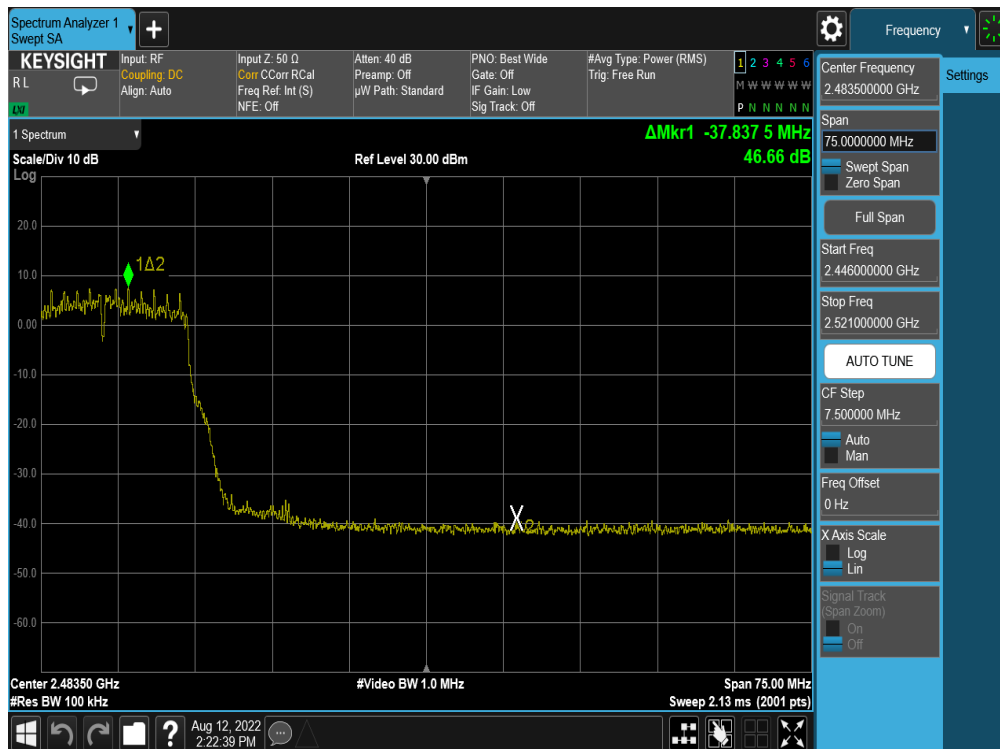 Spectrum Analyzer 1
Swept SA
Frequency
KEYSIGHT
R L
LXI
Input: RF
Coupling: DC
Align: Auto
Input Z: 50 Ω
Corr CCorr RCal
Freq Ref: Int (S)
NFE: Off
Atten: 40 dB
Preamp: Off
µW Path: Standard
PNO: Best Wide
Gate: Off
IF Gain: Low
Sig Track: Off
#Avg Type: Power (RMS)
Trig: Free Run
1 2 3 4 5 6
M W W W W W
P N N N N N
1 Spectrum
Scale/Div 10 dB
Log
Ref Level 30.00 dBm
ΔMkr1 -37.837 5 MHz
46.66 dB
20.0
10.0
0.00
-10.0
-20.0
-30.0
-40.0
-50.0
-60.0
1Δ2
X2
Center 2.48350 GHz
#Res BW 100 kHz
#Video BW 1.0 MHz
Span 75.00 MHz
Sweep 2.13 ms (2001 pts)
Center Frequency
2.483500000 GHz
Settings
Span
75.0000000 MHz
Swept Span
Zero Span
Full Span
Start Freq
2.446000000 GHz
Stop Freq
2.521000000 GHz
AUTO TUNE
CF Step
7.500000 MHz
Auto
Man
Freq Offset
0 Hz
X Axis Scale
Log
Lin
Signal Track
(Span Zoom)
On
Off
?
Aug 12, 2022
2:22:39 PM